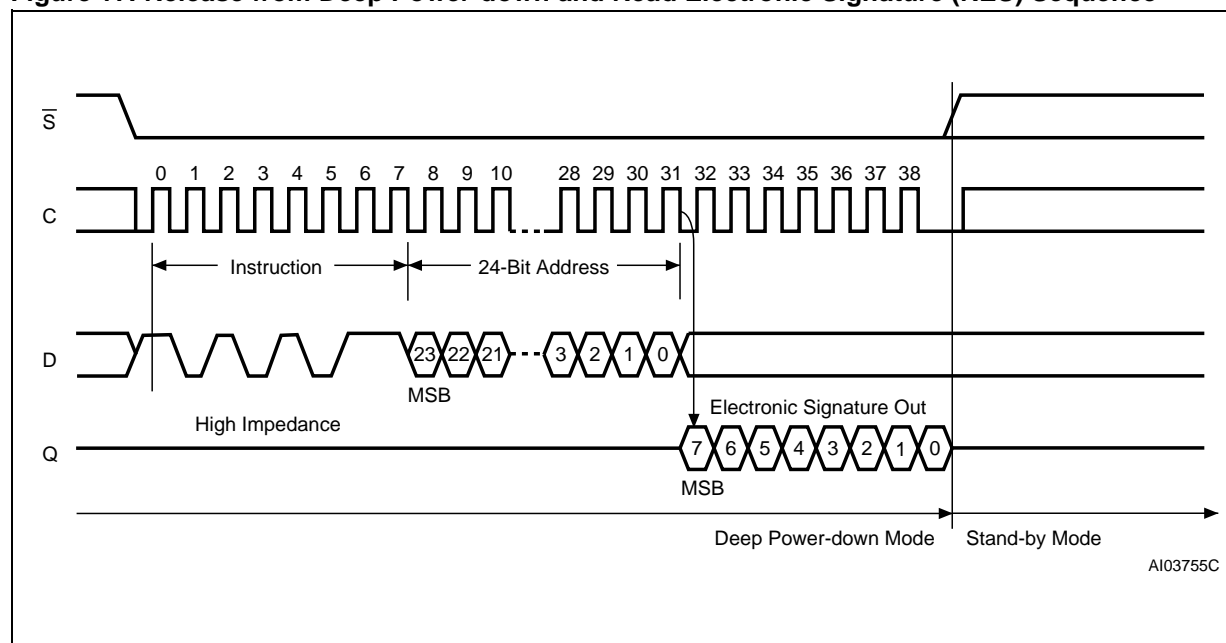 Release from Deep Power-down and Read Electronic Signature (RES) Sequence
S
0 1 2 3 4 5 6 7 8 9 10 28 29 30 31 32 33 34 35 36 37 38
C
Instruction 24-Bit Address
D 23 22 21 3 2 1 0
MSB
High Impedance Electronic Signature Out
Q 7 6 5 4 3 2 1 0
MSB
Deep Power-down Mode Stand-by Mode
AI03755C